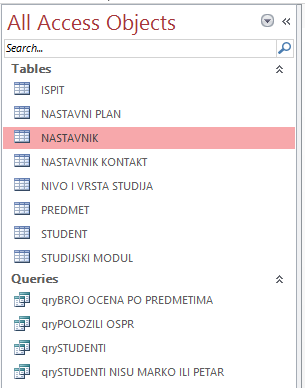 All Access Objects
Search...
Tables
ISPIT
NASTAVNI PLAN
NASTAVNIK
NASTAVNIK KONTAKT
NIVO I VRSTA STUDIJA
PREDMET
STUDENT
STUDIJSKI MODUL
Queries
qryBROJ OCENA PO PREDMETIMA
qryPOLOZILI OSPR
qrySTUDENTI
qrySTUDENTI NISU MARKO ILI PETAR